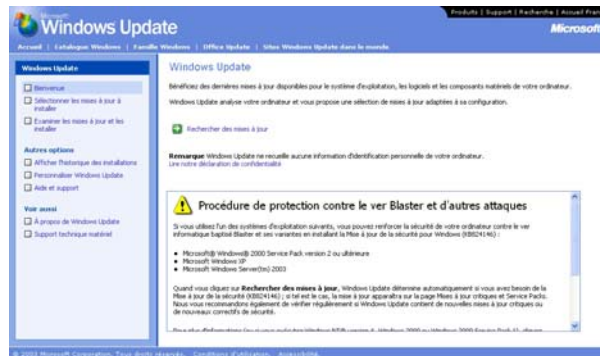 Produits | Support | Recherche | Accueil Fran
Microsoft
Windows Update
Microsoft
Accueil | Catalogue Windows | Famille Windows | Office Update | Sites Windows Update dans le monde
Windows Update
Bienvenue
Sélectionner les mises à jour à
installer
Examiner les mises à jour et les
installer
Autres options
Afficher l'historique des installations
Personnaliser Windows Update
Aide et support
Voir aussi
À propos de Windows Update
Support technique matériel
Windows Update
Bénéficiez des dernières mises à jour disponibles pour le système d'exploitation, les logiciels et les composants matériels de votre ordinateur.
Windows Update analyse votre ordinateur et vous propose une sélection de mises à jour adaptées à sa configuration.
Rechercher des mises à jour
Remarque Windows Update ne recueille aucune information d'identification personnelle de votre ordinateur.
Lire notre déclaration de confidentialité
Procédure de protection contre le ver Blaster et d'autres attaques
Si vous utilisez l'un des systèmes d'exploitation suivants, vous pouvez renforcer la sécurité de votre ordinateur contre le ver
informatique baptisé Blaster et ses variantes en installant la Mise à jour de la sécurité pour Windows (KB824146) :
• Microsoft® Windows® 2000 Service Pack version 2 ou ultérieure
• Microsoft Windows XP
• Microsoft Windows Server(tm) 2003
Quand vous cliquez sur Rechercher des mises à jour, Windows Update détermine automatiquement si vous avez besoin de la
Mise à jour de la sécurité (KB824146) ; si tel est le cas, la mise à jour apparaîtra sur la page Mises à jour critiques et Service Packs.
Nous vous recommandons également de vérifier régulièrement si Windows Update contient de nouvelles mises à jour critiques ou
de nouveaux correctifs de sécurité.
© 2003 Microsoft Corporation. Tous droits réservés. Conditions d'utilisation. Accessibilité.